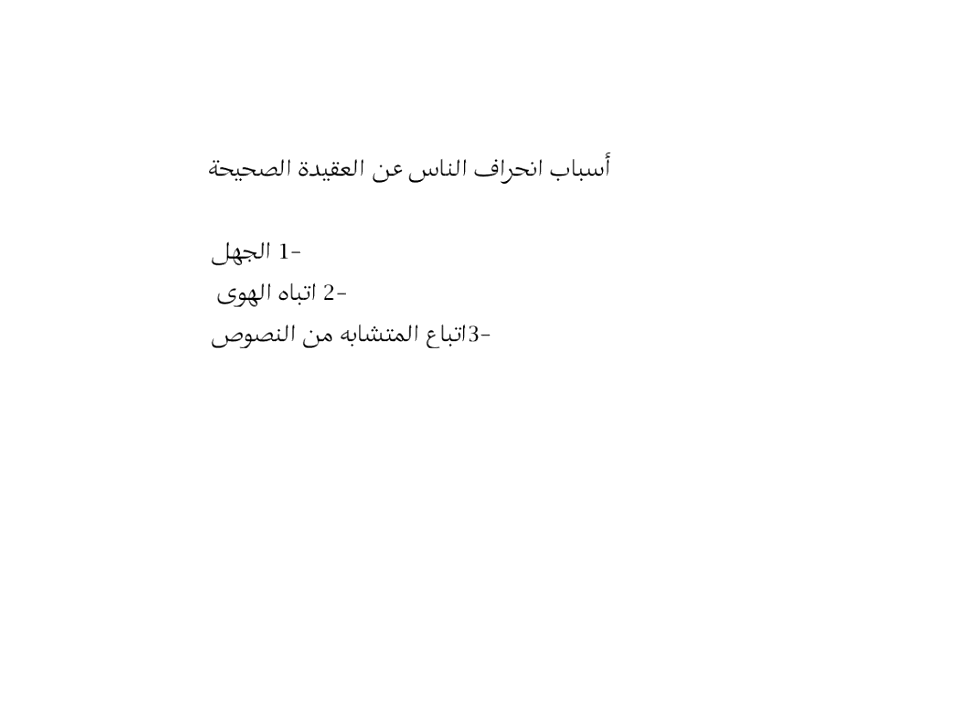 أسباب انحراف الناس عن العقيدة الصحيحة
1- الجهل
2- اتباه الهوى
3-اتباع المتشابه من النصوص